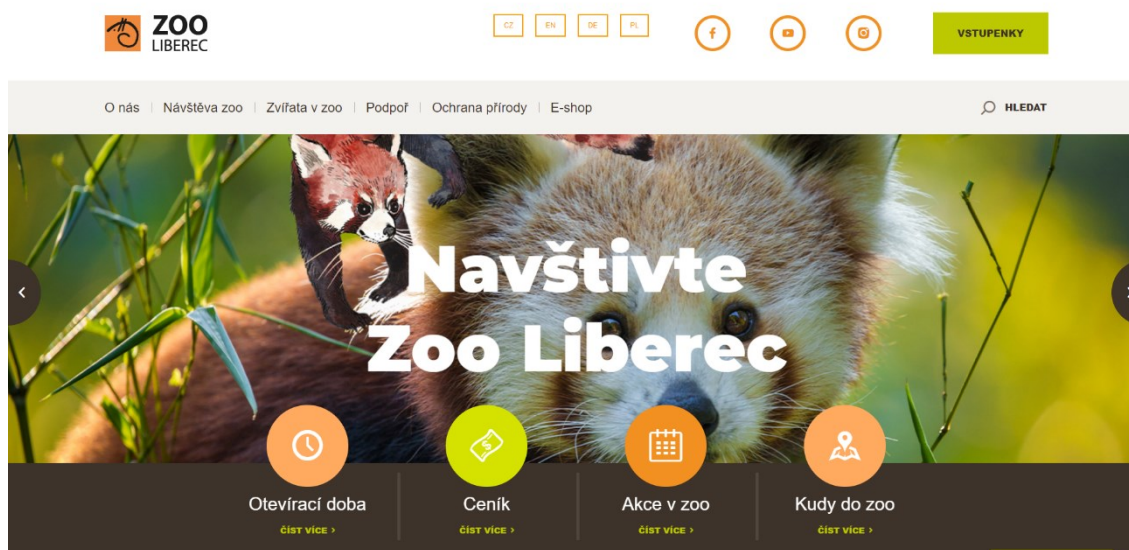 ZOO
LIBEREC
CZ EN DE PL
VSTUPENKY
O nás Návštěva zoo Zvířata v zoo Podpoř Ochrana přírody E-shop
HLEDAT
Navštivte
Zoo Liberec
Otevírací doba
ČÍST VÍCE >
Ceník
ČÍST VÍCE >
Akce v zoo
ČÍST VÍCE >
Kudy do zoo
ČÍST VÍCE >